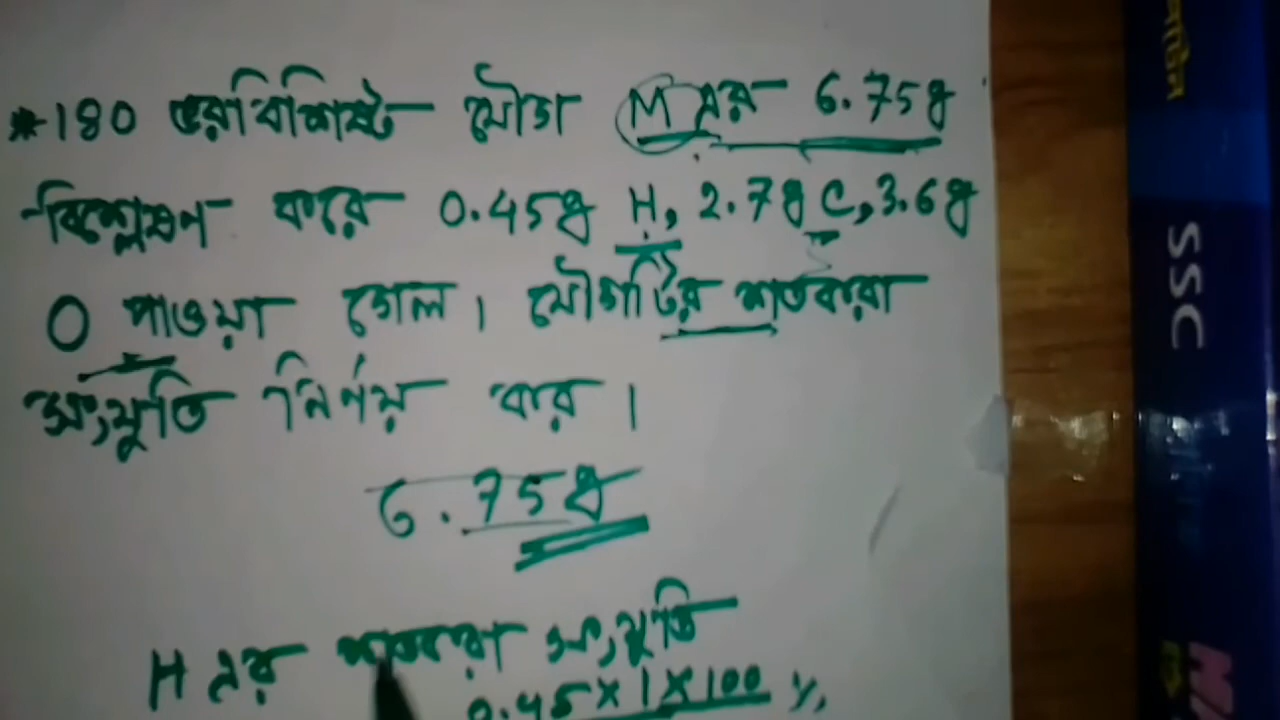 *180 ভরবিশিষ্ট যৌগ M এর 6.75g
বিশ্লেষণ করে 0.45g H, 2.7g C, 3.6g
O পাওয়া গেল। যৌগটির শতকরা
সংযুতি নির্ণয় কর।
6.75g
H এর শতকরা সংযুতি
0.45×1×100 %
SSC